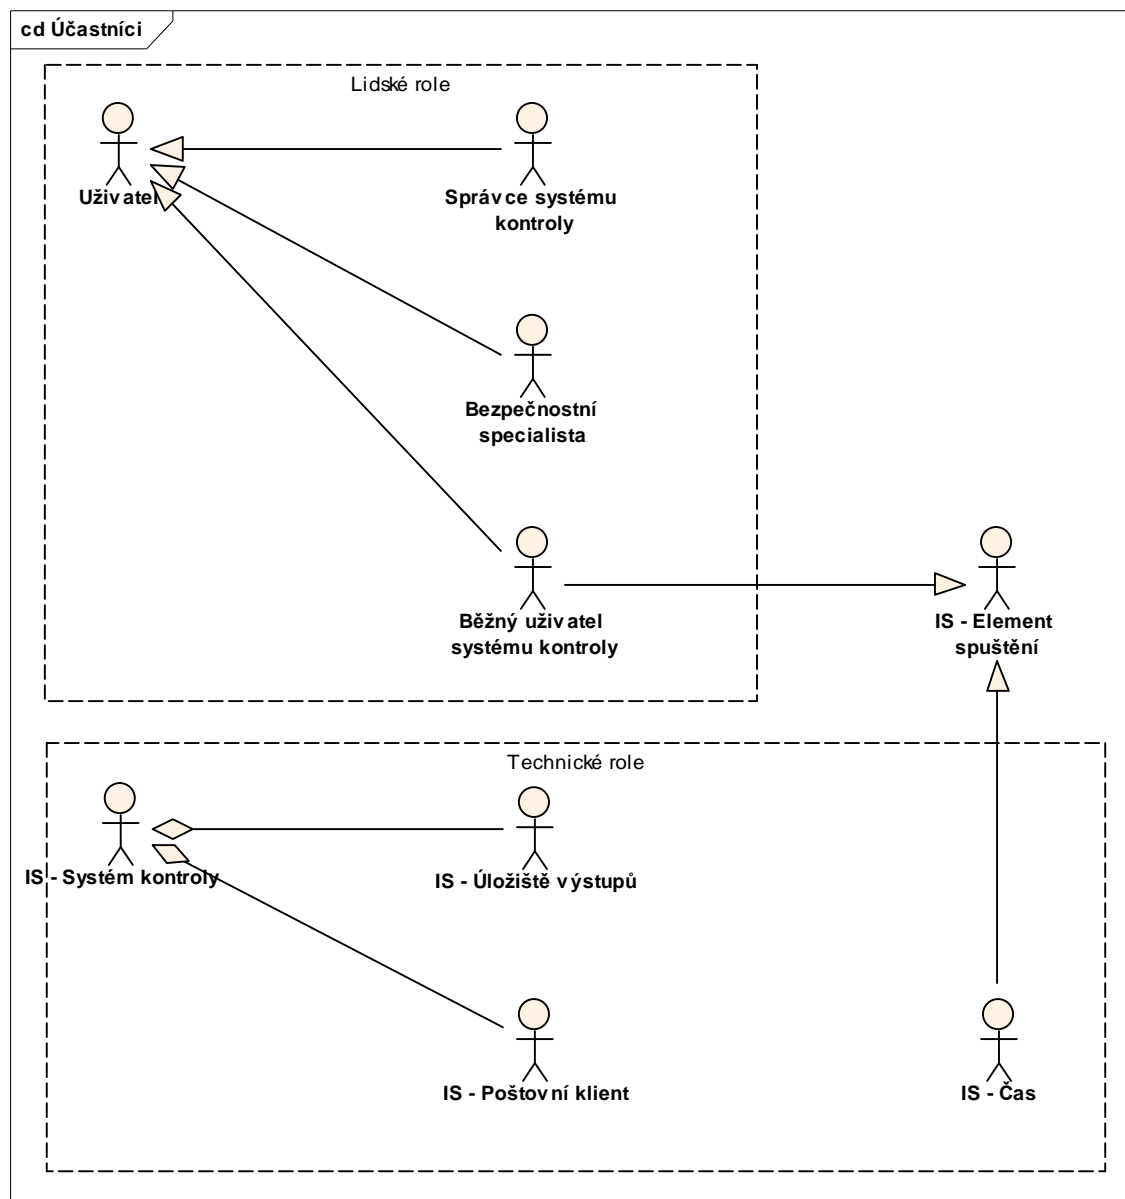 cd Účastníci
Lidské role
Uživatel
Správce systému
kontroly
Bezpečnostní
specialista
Běžný uživatel
systému kontroly
IS - Element
spuštění
Technické role
IS - Systém kontroly
IS - Úložiště výstupů
IS - Poštovní klient
IS - Čas